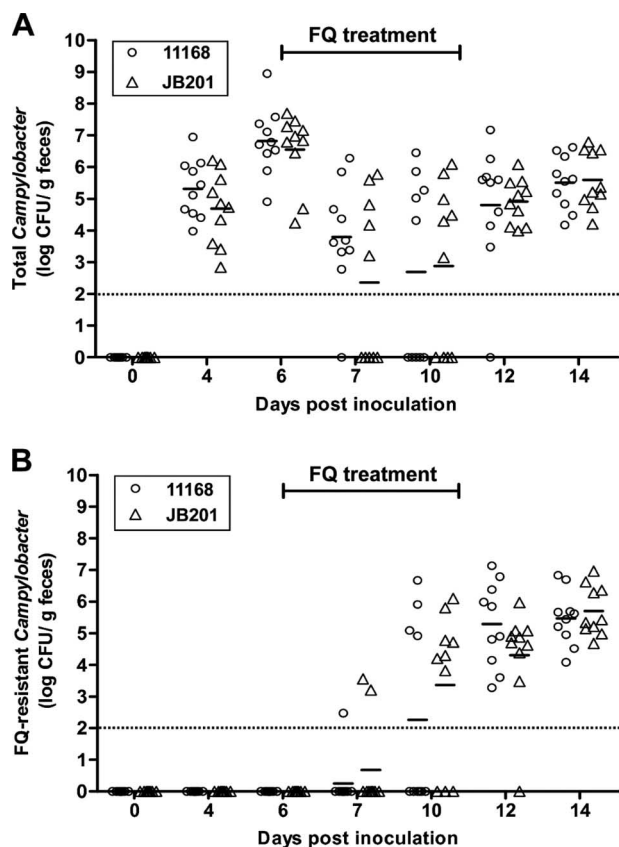 A
FQ treatment
11168
JB201
Total Campylobacter
(log CFU/ g feces)
10
9
8
7
6
5
4
3
2
1
0
0 4 6 7 10 12 14
Days post inoculation
B
FQ treatment
11168
JB201
FQ-resistant Campylobacter
(log CFU/ g feces)
10
9
8
7
6
5
4
3
2
1
0
0 4 6 7 10 12 14
Days post inoculation